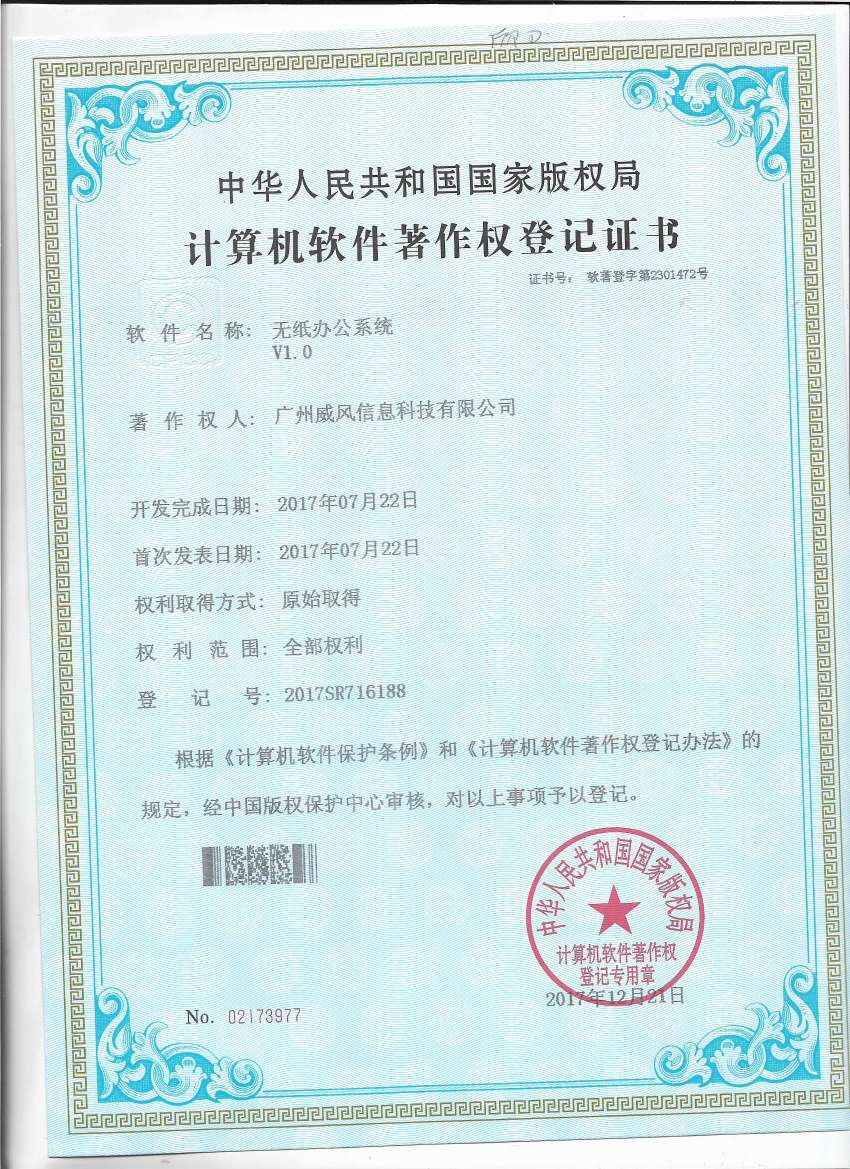 中华人民共和国国家版权局
计算机软件著作权登记证书
证书号： 软著登字第2301472号
软件名称： 无纸办公系统
V1.0
著作权人： 广州威风信息科技有限公司
开发完成日期： 2017年07月22日
首次发表日期： 2017年07月22日
权利取得方式： 原始取得
权利范围： 全部权利
登记号： 2017SR716188
根据《计算机软件保护条例》和《计算机软件著作权登记办法》的
规定，经中国版权保护中心审核，对以上事项予以登记。
中华人民共和国国家版权局
计算机软件著作权
登记专用章
2017年12月21日
No. 02173977